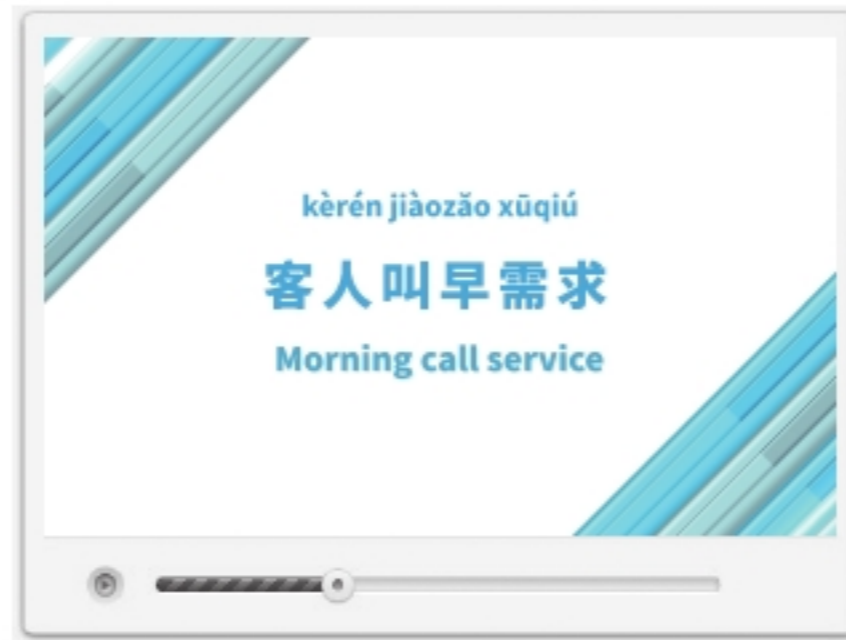 kèrén jiàozǎo xūqiú
客人叫早需求
Morning call service